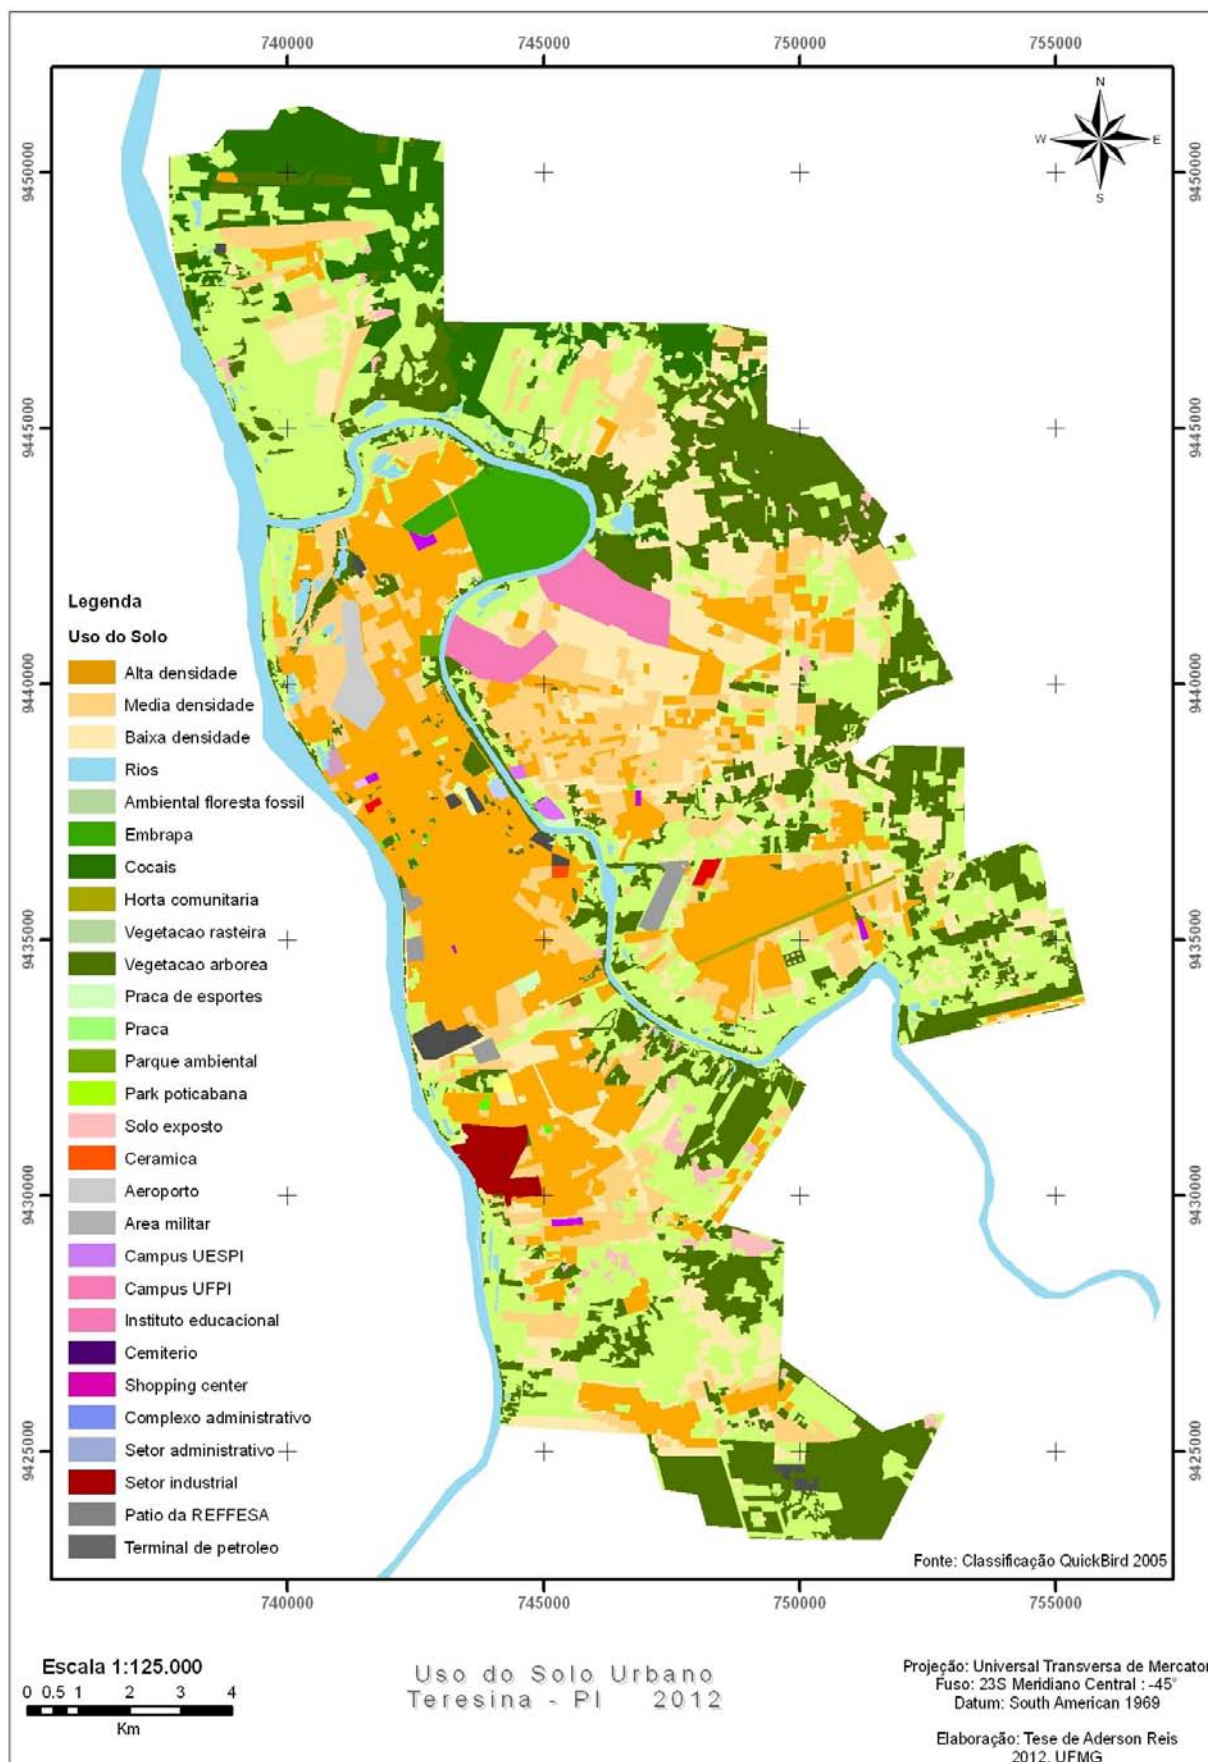 740000 745000 750000 755000
N
W E
S
9450000 9450000
9445000 9445000
9440000 9440000
9435000 9435000
9430000 9430000
9425000 9425000
Legenda
Uso do Solo
Alta densidade
Media densidade
Baixa densidade
Rios
Ambiental floresta fossil
Embrapa
Cocais
Horta comunitaria
Vegetacao rasteira
Vegetacao arborea
Praca de esportes
Praca
Parque ambiental
Park poticabana
Solo exposto
Ceramica
Aeroporto
Area militar
Campus UESPI
Campus UFPI
Instituto educacional
Cemiterio
Shopping center
Complexo administrativo
Setor administrativo
Setor industrial
Patio da REFFESA
Terminal de petroleo
Fonte: Classificação QuickBird 2005
740000 745000 750000 755000
Escala 1:125.000
0 0.5 1 2 3 4
Km
Uso do Solo Urbano
Teresina - PI 2012
Projeção: Universal Transversa de Mercator
Fuso: 23S Meridiano Central : -45°
Datum: South American 1969
Elaboração: Tese de Aderson Reis
2012. UFMG